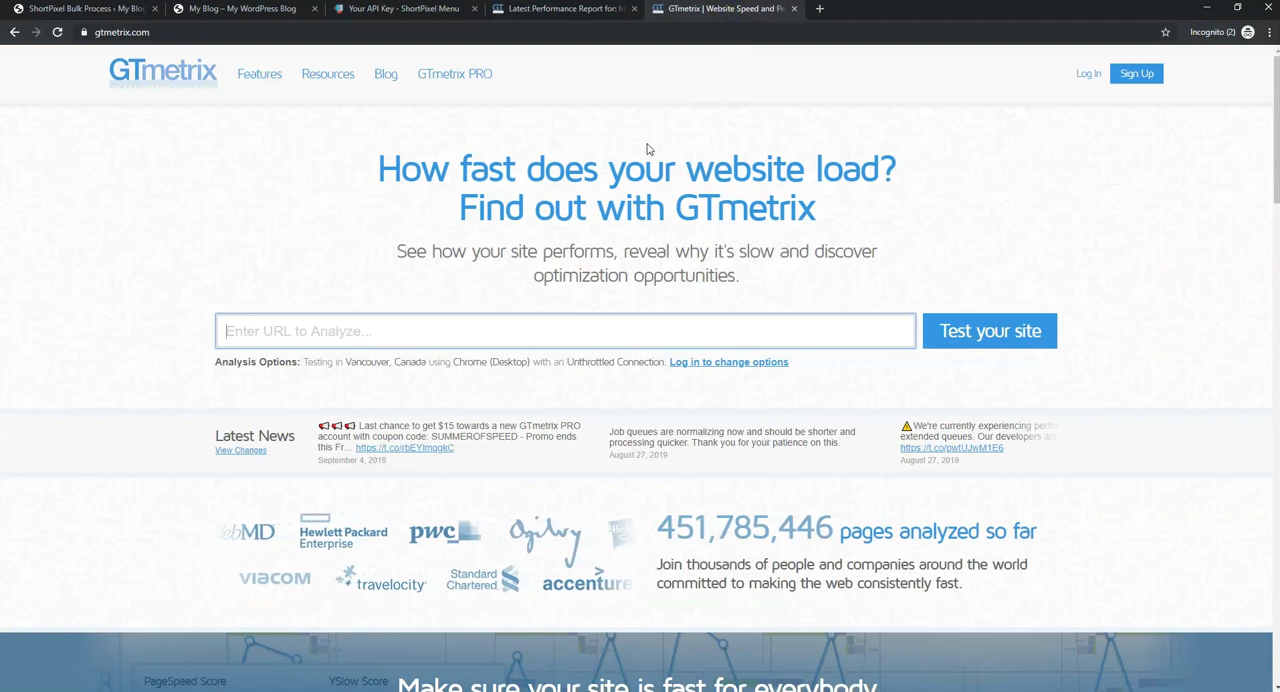 ShortPixel Bulk Process ‹ My Blog
My Blog – My WordPress Blog
Your API Key - ShortPixel Menu
Latest Performance Report for: h
GTmetrix | Website Speed and Pe
gtmetrix.com
Incognito (2)
GTmetrix
Features
Resources
Blog
GTmetrix PRO
Log In
Sign Up
How fast does your website load?
Find out with GTmetrix
See how your site performs, reveal why it's slow and discover
optimization opportunities.
Enter URL to Analyze...
Test your site
Analysis Options: Testing in Vancouver, Canada using Chrome (Desktop) with an Unthrottled Connection. Log in to change options
Latest News
View Changes
Last chance to get $15 towards a new GTmetrix PRO
account with coupon code: SUMMEROFSPEED - Promo ends
this Fr... https://t.co/rbEYlmqgkC
September 4, 2019
Job queues are normalizing now and should be shorter and
processing quicker. Thank you for your patience on this.
August 27, 2019
We're currently experiencing perfo
extended queues. Our developers are
https://t.co/pwtUJwM1E6
August 27, 2019
ebMD
Hewlett Packard
Enterprise
pwc
Ogilvy
VIACOM
travelocity
Standard
Chartered
accenture
451,785,446 pages analyzed so far
Join thousands of people and companies around the world
committed to making the web consistently fast.
PageSpeed Score
YSlow Score
Make sure your site is fast for everybody